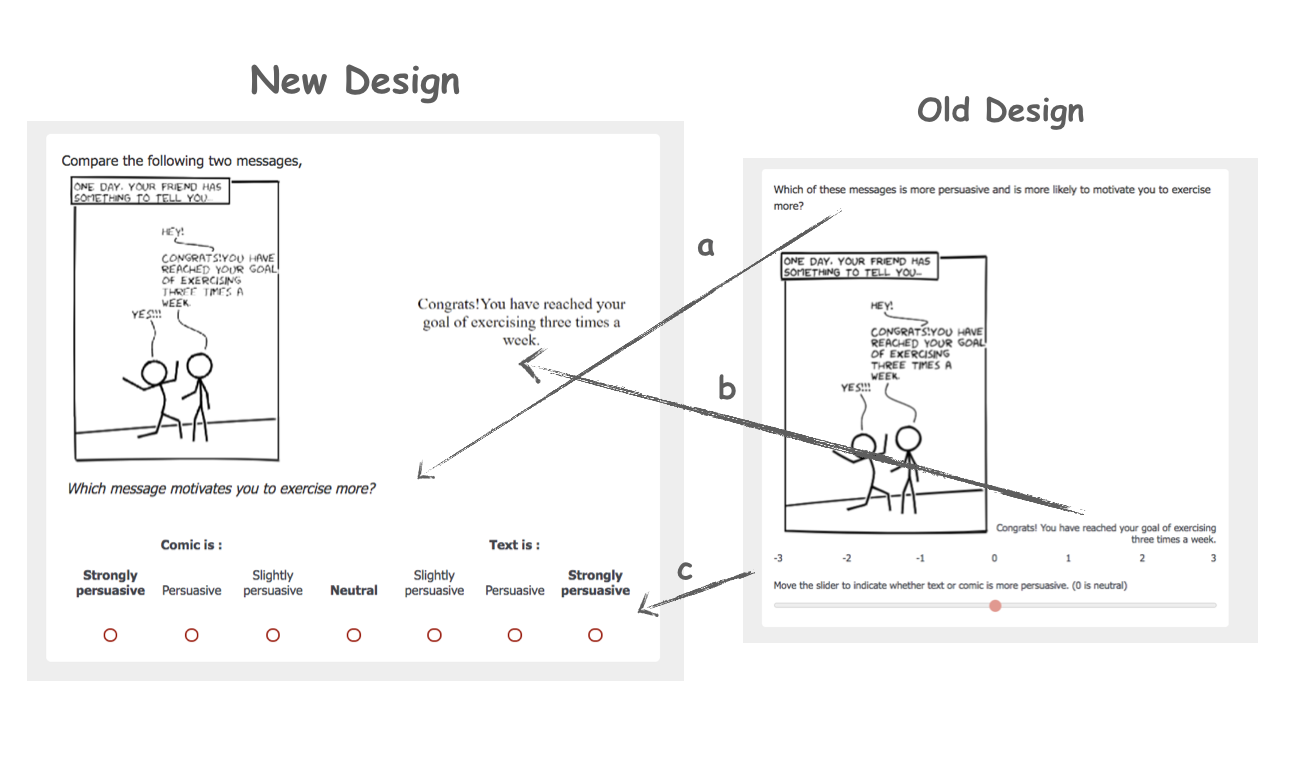 New Design
Compare the following two messages,
ONE DAY, YOUR FRIEND HAS
SOMETHING TO TELL YOU...
HEY!
CONGRATS!YOU HAVE
REACHED YOUR GOAL
OF EXERCISING
THREE TIMES A
WEEK.
YES!!!
Congrats!You have reached your
goal of exercising three times a
week.
Which message motivates you to exercise more?
Comic is :
Text is :
Strongly
persuasive
Persuasive
Slightly
persuasive
Neutral
Slightly
persuasive
Persuasive
Strongly
persuasive
a
b
c
Old Design
Which of these messages is more persuasive and is more likely to motivate you to exercise
more?
ONE DAY, YOUR FRIEND HAS
SOMETHING TO TELL YOU...
HEY!
CONGRATS!YOU HAVE
REACHED YOUR GOAL
OF EXERCISING
THREE TIMES A
WEEK.
YES!!!
Congrats! You have reached your goal of exercising
three times a week.
-3 -2 -1 0 1 2 3
Move the slider to indicate whether text or comic is more persuasive. (0 is neutral)